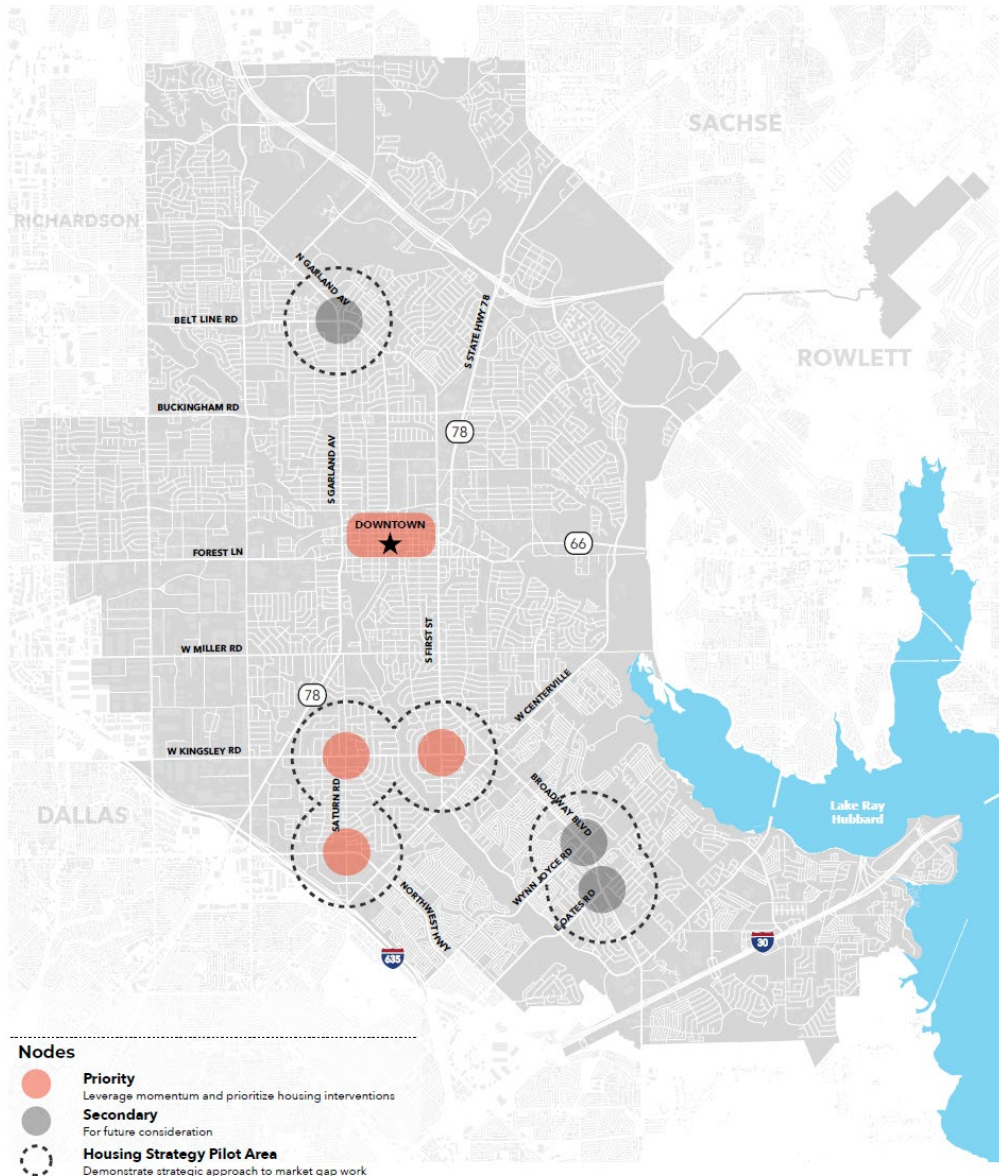 SACHSE
RICHARDSON
N GARLAND AV
BELT LINE RD
S STATE HWY 78
ROWLETT
BUCKINGHAM RD
78
S GARLAND AV
DOWNTOWN
FOREST LN
66
S FIRST ST
W MILLER RD
78
W CENTERVILLE
W KINGSLEY RD
SATURN RD
DALLAS
BROADWAY BLVD
Lake Ray
Hubbard
WYNN JOYCE RD
E OATES RD
NORTHWEST HWY
30
635
Nodes
Priority
Leverage momentum and prioritize housing interventions
Secondary
For future consideration
Housing Strategy Pilot Area
Demonstrate strategic approach to market gap work